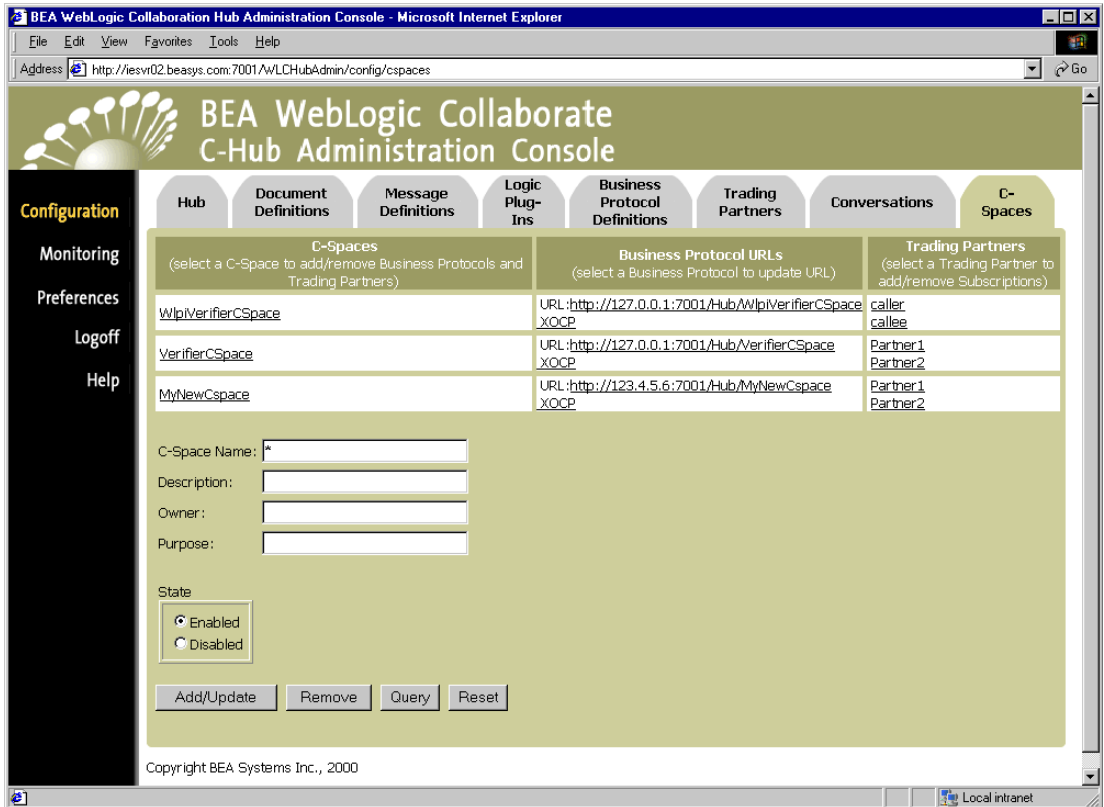 BEA WebLogic Collaboration Hub Administration Console - Microsoft Internet Explorer
File Edit View Favorites Tools Help
Address http://iesvr02.beasys.com:7001/WLCHubAdmin/config/cspaces Go
BEA WebLogic Collaborate
C-Hub Administration Console
Configuration
Monitoring
Preferences
Logoff
Help
Hub
Document
Definitions
Message
Definitions
Logic
Plug-
Ins
Business
Protocol
Definitions
Trading
Partners
Conversations
C-
Spaces
C-Spaces
(select a C-Space to add/remove Business Protocols and
Trading Partners)
Business Protocol URLs
(select a Business Protocol to update URL)
Trading Partners
(select a Trading Partner to
add/remove Subscriptions)
WlpiVerifierCSpace
URL:http://127.0.0.1:7001/Hub/WlpiVerifierCSpace
XOCP
caller
callee
VerifierCSpace
URL:http://127.0.0.1:7001/Hub/VerifierCSpace
XOCP
Partner1
Partner2
MyNewCspace
URL:http://123.4.5.6:7001/Hub/MyNewCspace
XOCP
Partner1
Partner2
C-Space Name: *
Description:
Owner:
Purpose:
State
Enabled
Disabled
Add/Update Remove Query Reset
Copyright BEA Systems Inc., 2000
Local intranet